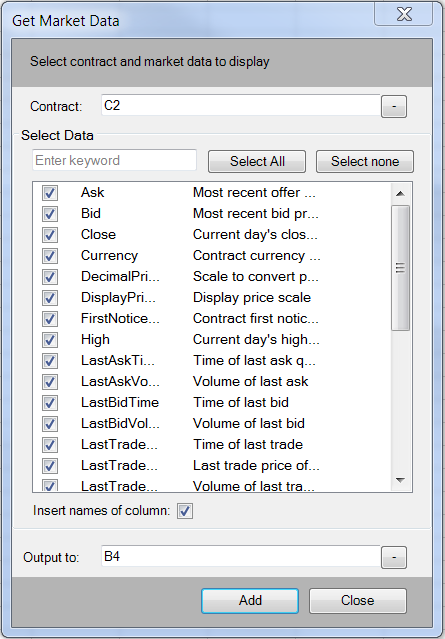 Get Market Data
Select contract and market data to display
Contract: C2 -
Select Data
Enter keyword Select All Select none
Ask Most recent offer ...
Bid Most recent bid pr...
Close Current day's clos...
Currency Contract currency ...
DecimalPri... Scale to convert p...
DisplayPri... Display price scale
FirstNotice... Contract first notic...
High Current day's high...
LastAskTi... Time of last ask q...
LastAskVo... Volume of last ask
LastBidTime Time of last bid
LastBidVol... Volume of last bid
LastTrade... Time of last trade
LastTrade... Last trade price of...
LastTrade... Volume of last tra...
Insert names of column:
Output to: B4 -
Add Close